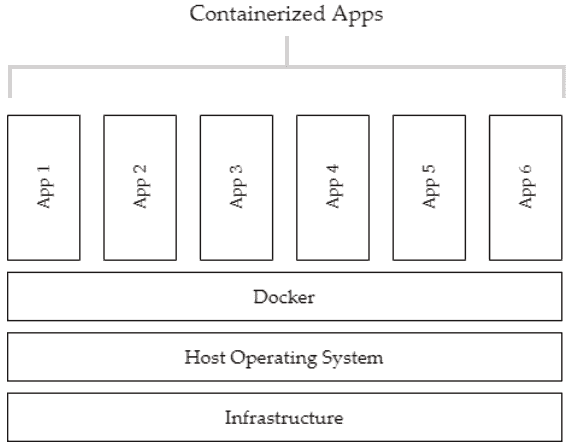 Containerized Apps
App 1
App 2
App 3
App 4
App 5
App 6
Docker
Host Operating System
Infrastructure